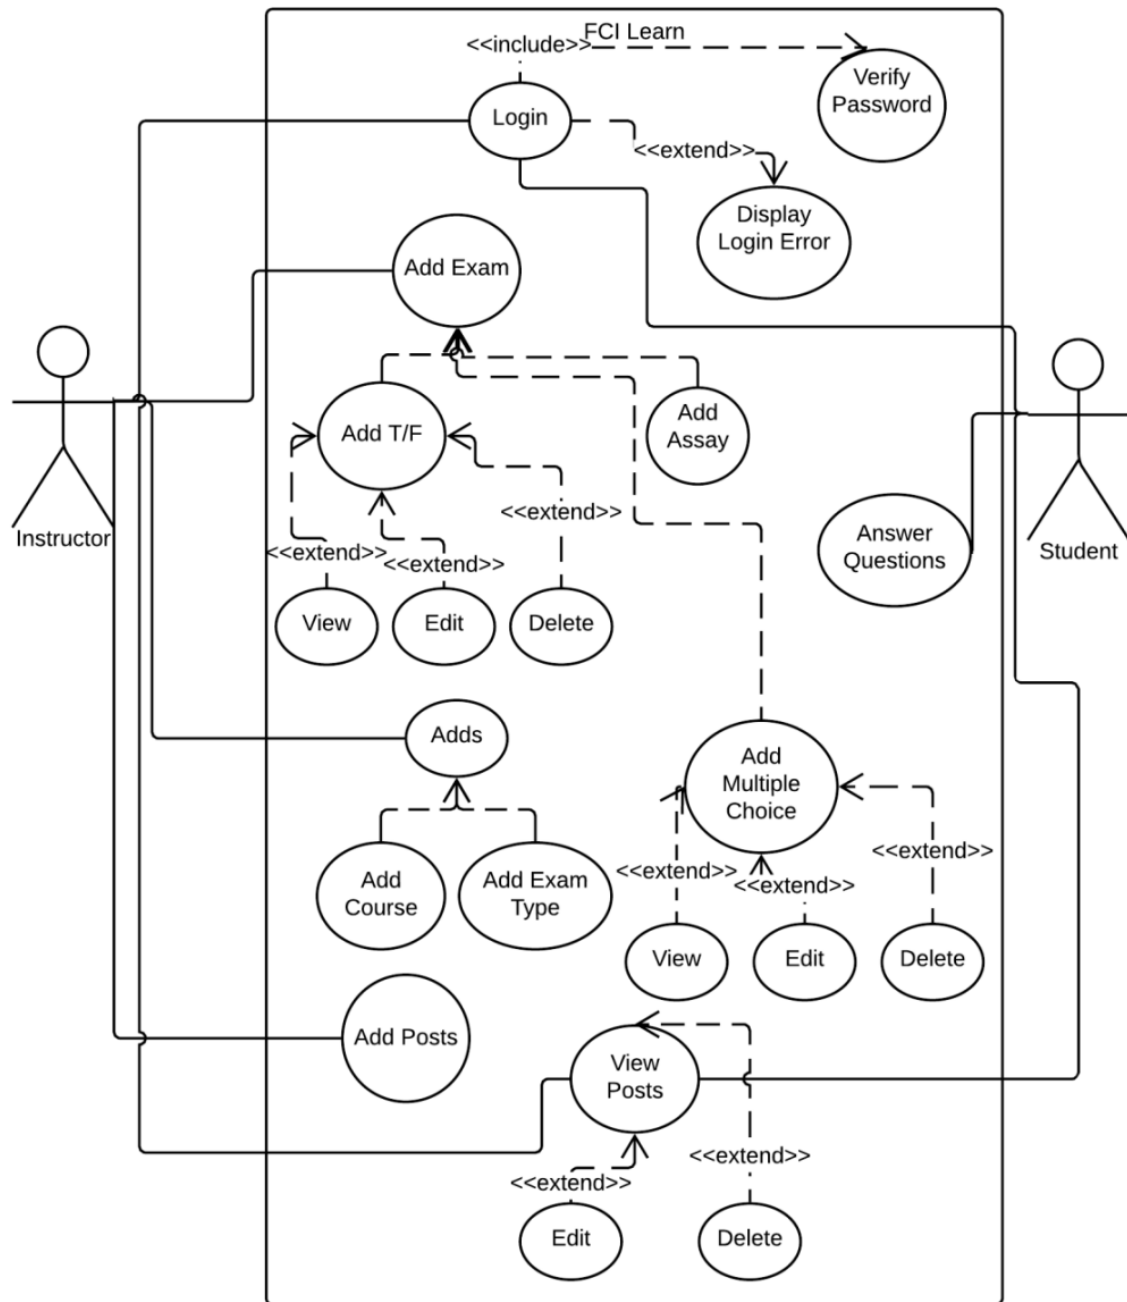 FCI Learn
<<include>>
Verify
Password
Login
<<extend>>
Display
Login Error
Add Exam
Add T/F
Add
Assay
<<extend>>
Answer
Questions
Instructor
Student
<<extend>>
<<extend>>
View
Edit
Delete
Adds
Add
Multiple
Choice
<<extend>>
<<extend>>
<<extend>>
Add
Course
Add Exam
Type
View
Edit
Delete
Add Posts
View
Posts
<<extend>>
<<extend>>
Edit
Delete